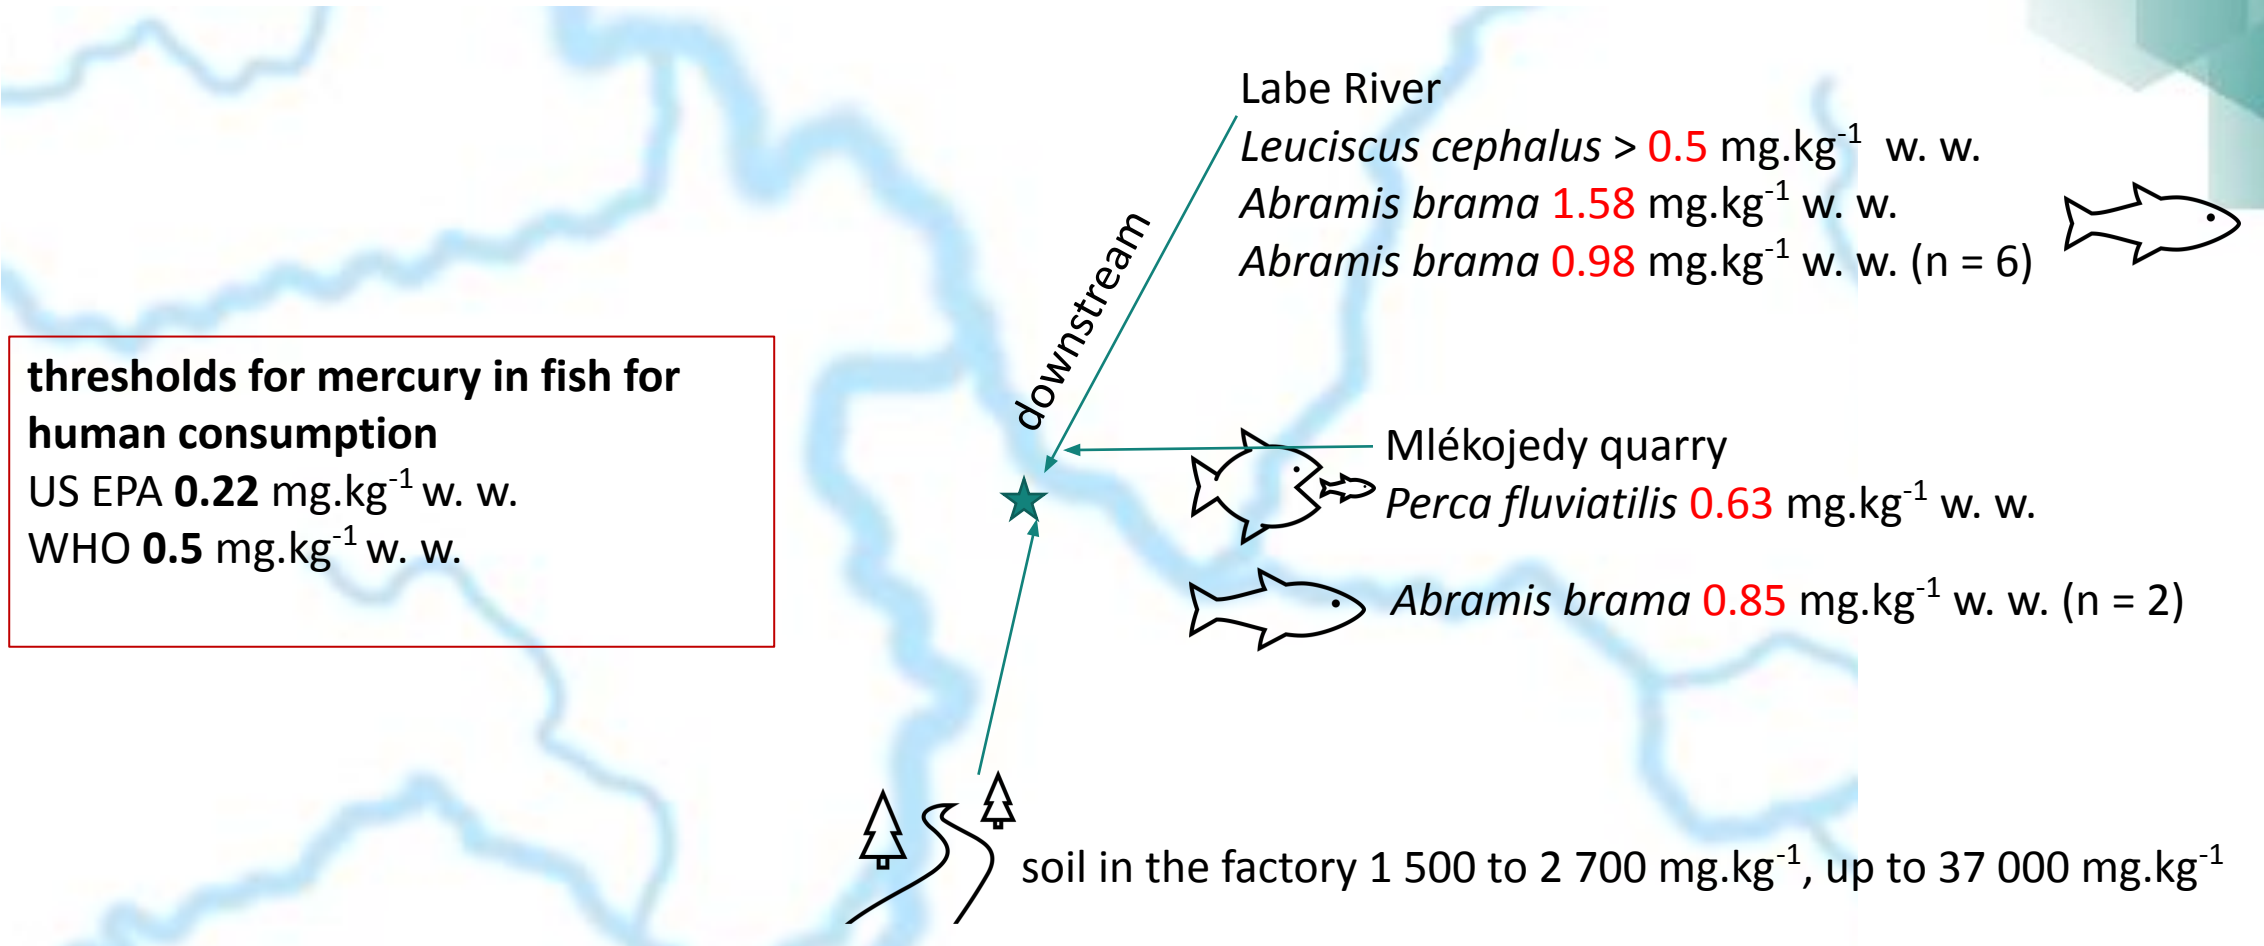 Labe River
Leuciscus cephalus > 0.5 mg.kg⁻¹ w. w.
Abramis brama 1.58 mg.kg⁻¹ w. w.
Abramis brama 0.98 mg.kg⁻¹ w. w. (n = 6)
downstream
thresholds for mercury in fish for
human consumption
US EPA 0.22 mg.kg⁻¹ w. w.
WHO 0.5 mg.kg⁻¹ w. w.
Mlékojedy quarry
Perca fluviatilis 0.63 mg.kg⁻¹ w. w.
Abramis brama 0.85 mg.kg⁻¹ w. w. (n = 2)
soil in the factory 1 500 to 2 700 mg.kg⁻¹, up to 37 000 mg.kg⁻¹